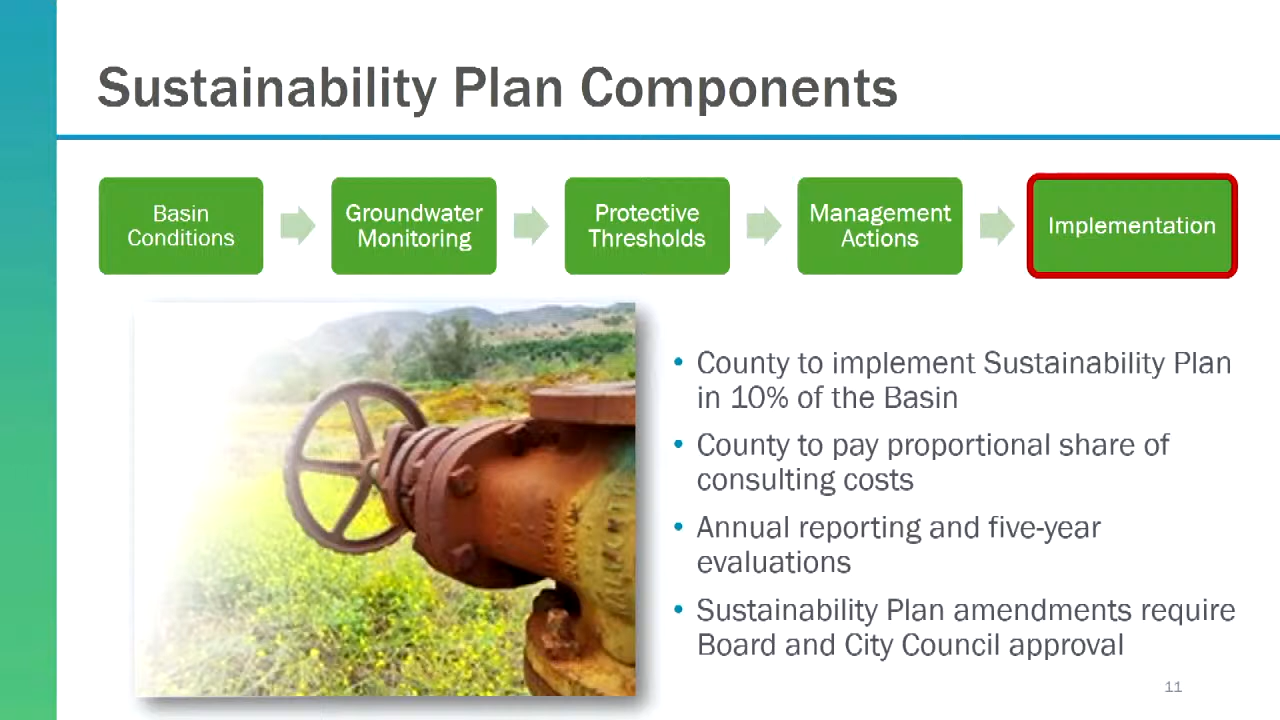 Sustainability Plan Components
Basin
Conditions
Groundwater
Monitoring
Protective
Thresholds
Management
Actions
Implementation
• County to implement Sustainability Plan
in 10% of the Basin
• County to pay proportional share of
consulting costs
• Annual reporting and five-year
evaluations
• Sustainability Plan amendments require
Board and City Council approval
11